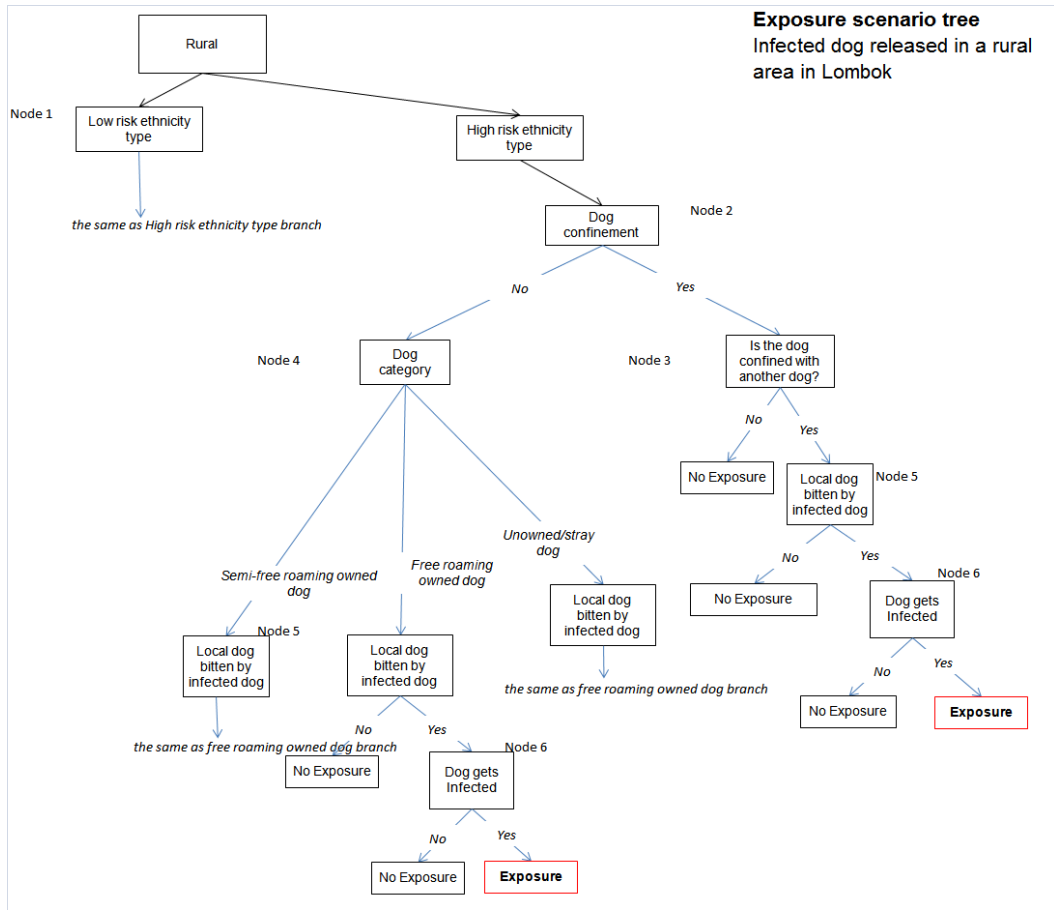 Exposure scenario tree
Infected dog released in a rural
area in Lombok
Rural
Node 1
Low risk ethnicity
type
High risk ethnicity
type
the same as High risk ethnicity type branch
Dog
confinement
Node 2
No
Yes
Node 4
Dog
category
Node 3
Is the dog
confined with
another dog?
No
Yes
No Exposure
Local dog
bitten by
infected dog
Node 5
Unowned/stray
dog
Free roaming
owned dog
Semi-free roaming owned
dog
No
Yes
No Exposure
Node 6
Dog gets
Infected
Local dog
bitten by
infected dog
Node 5
Local dog
bitten by
infected dog
Local dog
bitten by
infected dog
No
Yes
the same as free roaming owned dog branch
No Exposure
Exposure
the same as free roaming owned dog branch
No
Yes
Node 6
No Exposure
Dog gets
Infected
No
Yes
No Exposure
Exposure